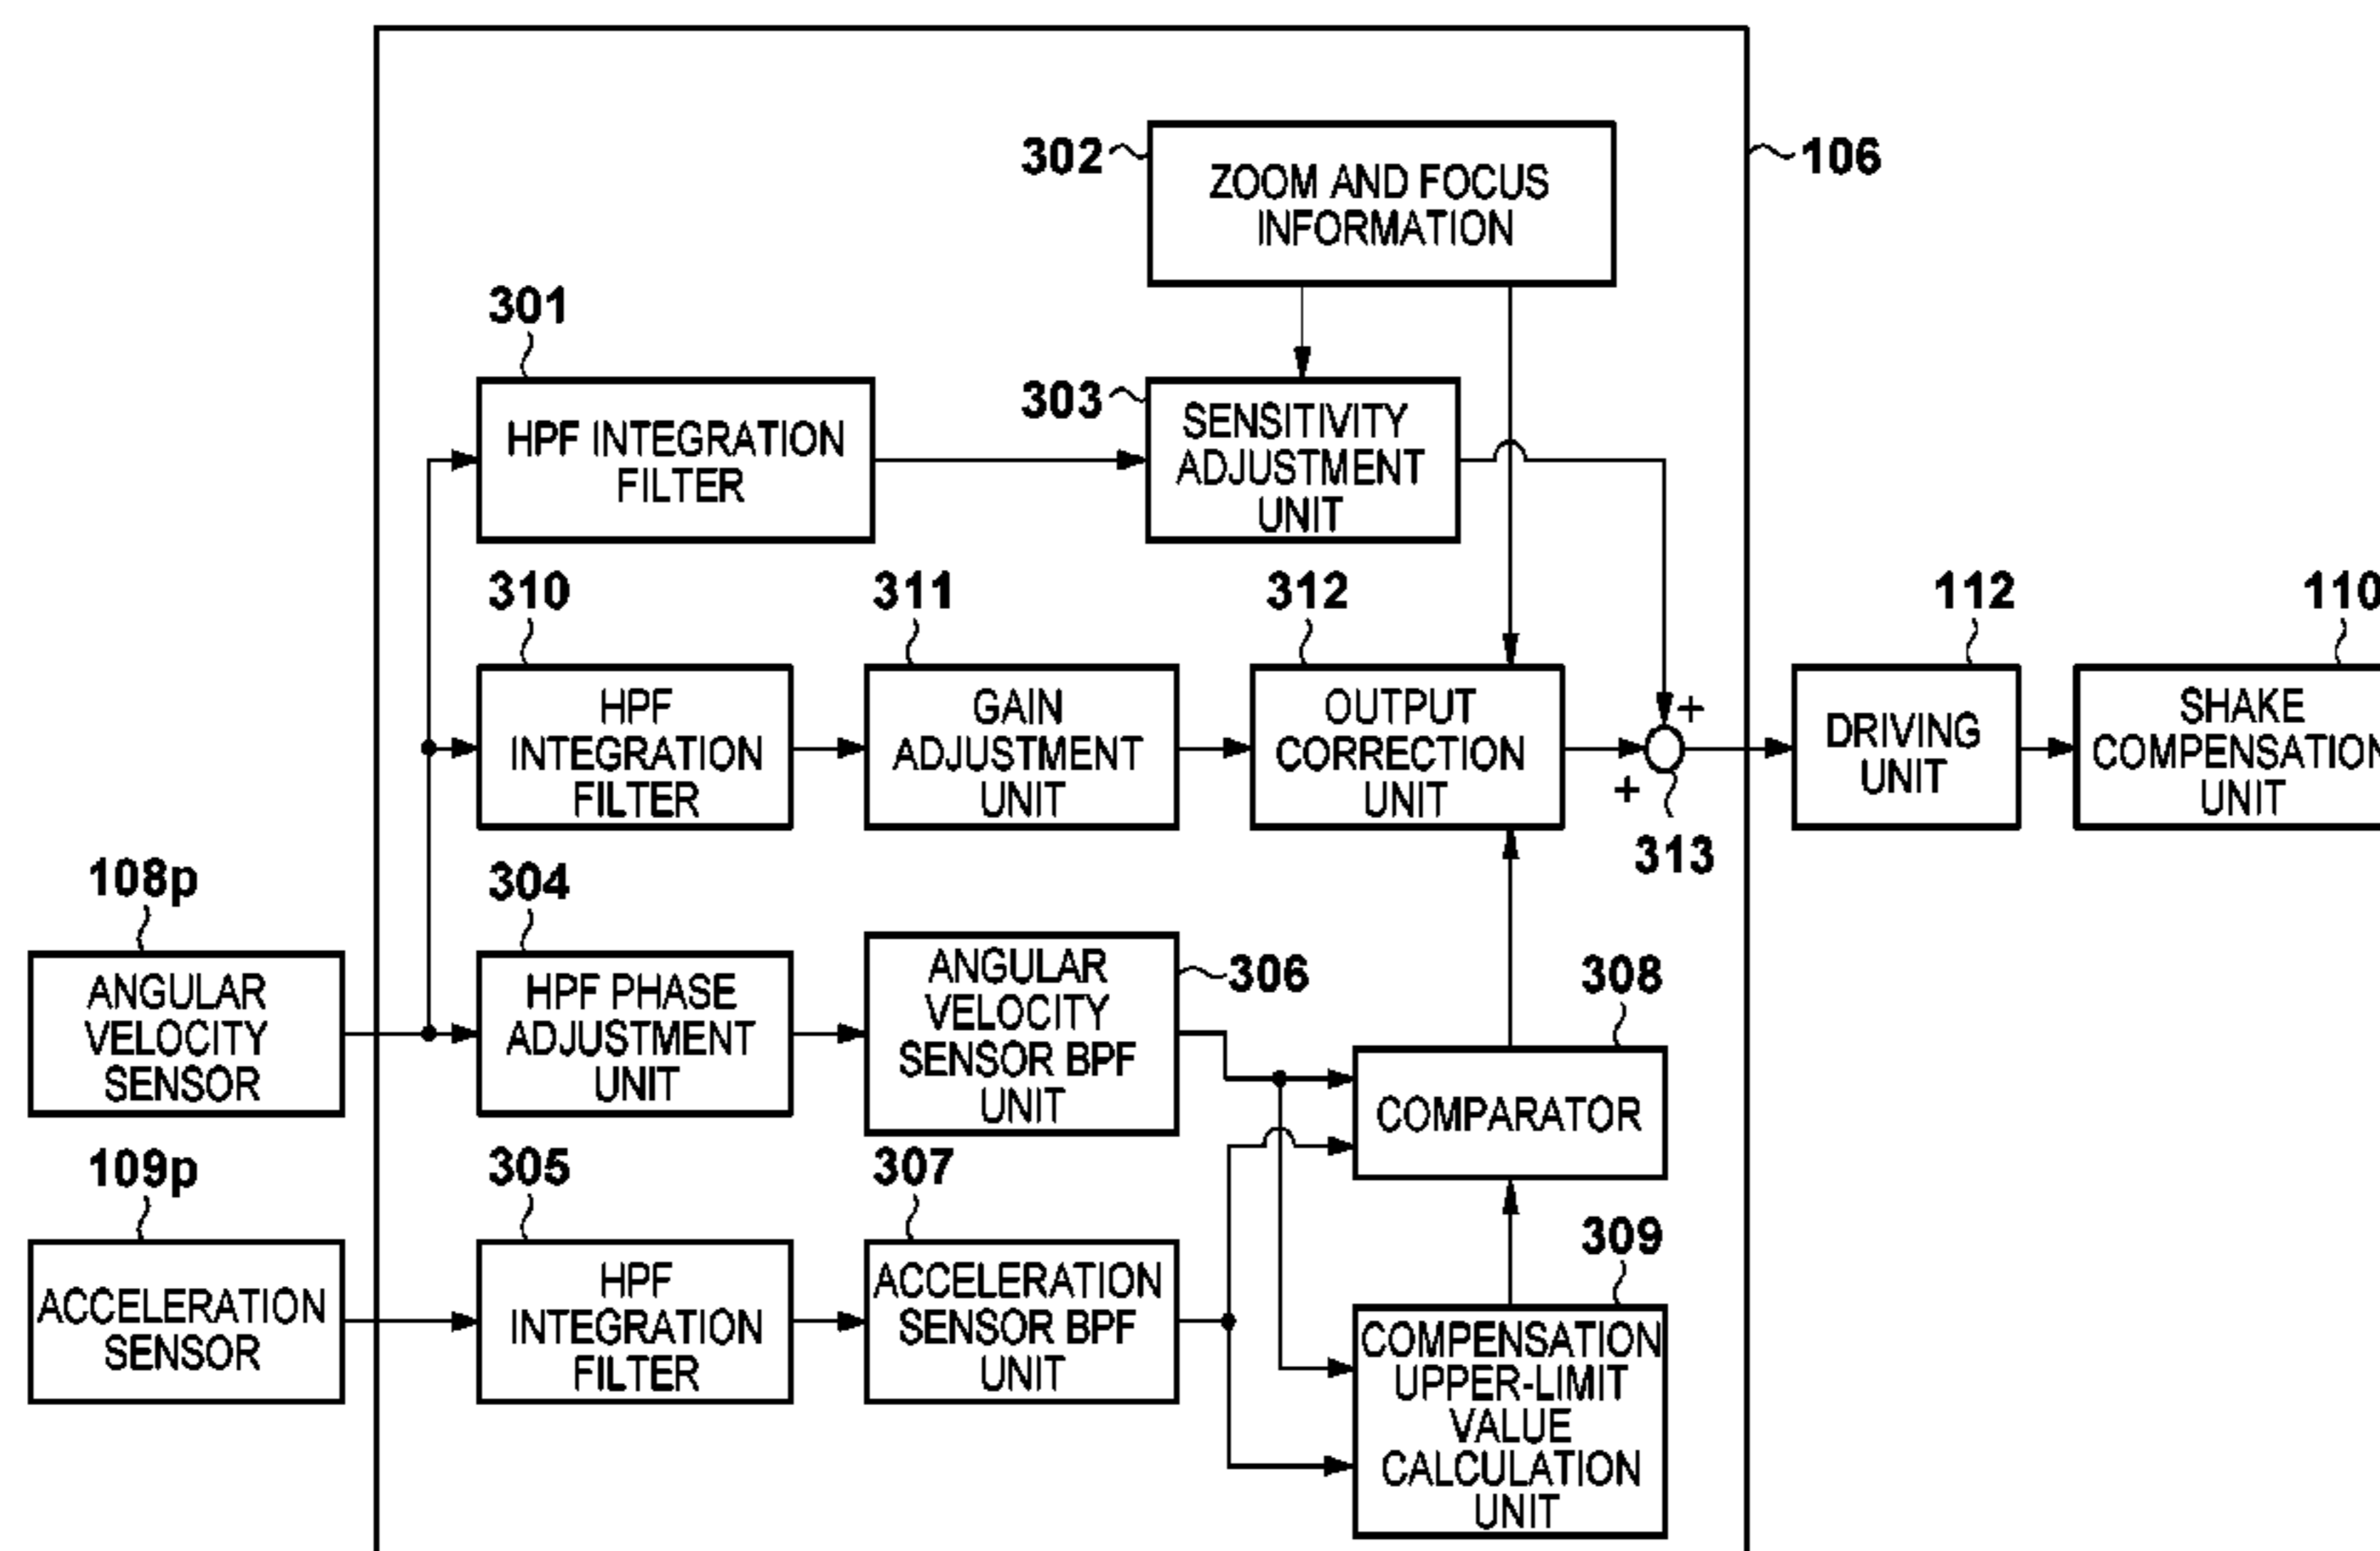 302
ZOOM AND FOCUS
INFORMATION
106
301
HPF INTEGRATION
FILTER
303
SENSITIVITY
ADJUSTMENT
UNIT
310
HPF
INTEGRATION
FILTER
311
GAIN
ADJUSTMENT
UNIT
312
OUTPUT
CORRECTION
UNIT
+
+
313
112
DRIVING
UNIT
110
SHAKE
COMPENSATION
UNIT
108p
ANGULAR
VELOCITY
SENSOR
304
HPF PHASE
ADJUSTMENT
UNIT
ANGULAR
VELOCITY
SENSOR BPF
UNIT
306
308
COMPARATOR
109p
ACCELERATION
SENSOR
305
HPF
INTEGRATION
FILTER
307
ACCELERATION
SENSOR BPF
UNIT
309
COMPENSATION
UPPER-LIMIT
VALUE
CALCULATION
UNIT